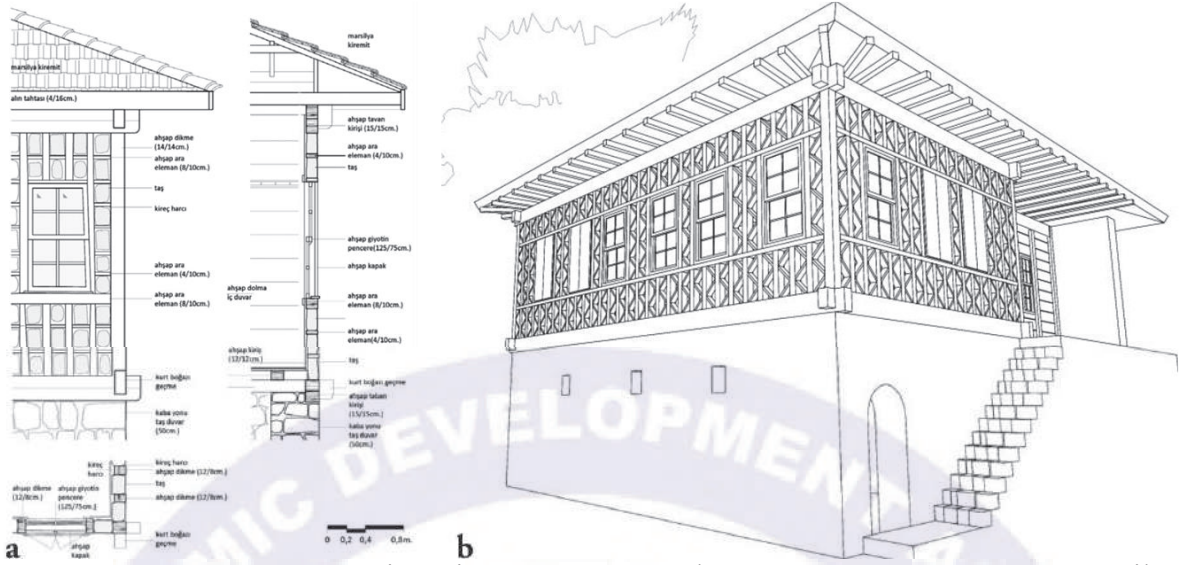 marsilya kiremit
alın tahtası (4/16cm.)
ahşap dikme
(14/14cm.)
ahşap ara
eleman (8/10cm.)
taş
kireç harcı
ahşap ara
eleman (4/10cm.)
ahşap ara
eleman (8/10cm.)
kurt boğazı
geçme
kaba yonu
taş duvar
(50cm.)
marsilya
kiremit
ahşap tavan
kirişi (15/15cm.)
ahşap ara
eleman (4/10cm.)
taş
ahşap giyotin
pencere(125/75cm.)
ahşap kapak
ahşap dolma
iç duvar
ahşap ara
eleman (8/10cm.)
ahşap ara
eleman(4/10cm.)
ahşap kiriş
(12/12cm.)
taş
kurt boğazı geçme
ahşap taban
kirişi
(15/15cm.)
kaba yonu
taş duvar
(50cm.)
kireç
harcı
kireç harcı
ahşap dikme (12/8cm.)
taş
ahşap dikme (12/8cm.)
ahşap dikme
(12/8cm.)
ahşap giyotin
pencere
(125/75cm.)
kurt boğazı
geçme
ahşap
kapak
0 0,2 0,4 0,8m.
a
b
MIC DEVELOPMENT A